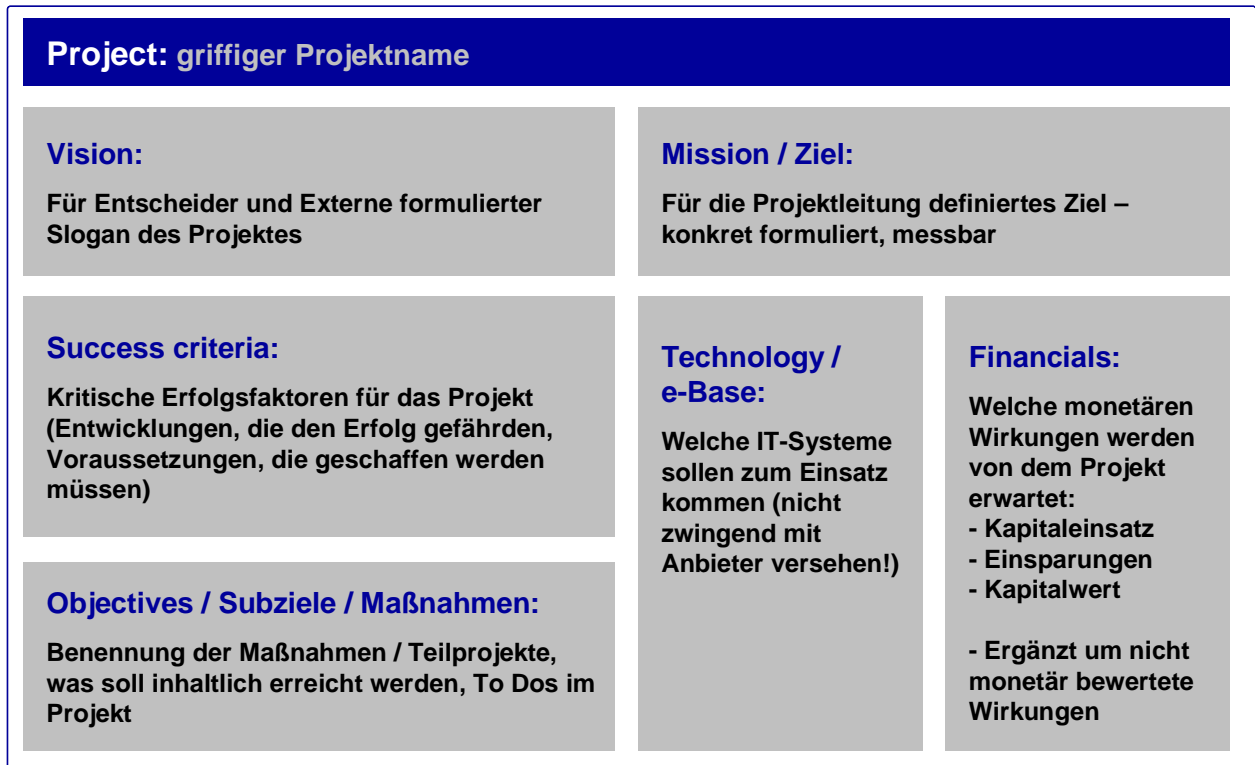 Project: griffiger Projektname
Vision:
Für Entscheider und Externe formulierter
Slogan des Projektes
Mission / Ziel:
Für die Projektleitung definiertes Ziel –
konkret formuliert, messbar
Success criteria:
Kritische Erfolgsfaktoren für das Projekt
(Entwicklungen, die den Erfolg gefährden,
Voraussetzungen, die geschaffen werden
müssen)
Objectives / Subziele / Maßnahmen:
Benennung der Maßnahmen / Teilprojekte,
was soll inhaltlich erreicht werden, To Dos im
Projekt
Technology /
e-Base:
Welche IT-Systeme
sollen zum Einsatz
kommen (nicht
zwingend mit
Anbieter versehen!)
Financials:
Welche monetären
Wirkungen werden
von dem Projekt
erwartet:
- Kapitaleinsatz
- Einsparungen
- Kapitalwert
- Ergänzt um nicht
monetär bewertete
Wirkungen